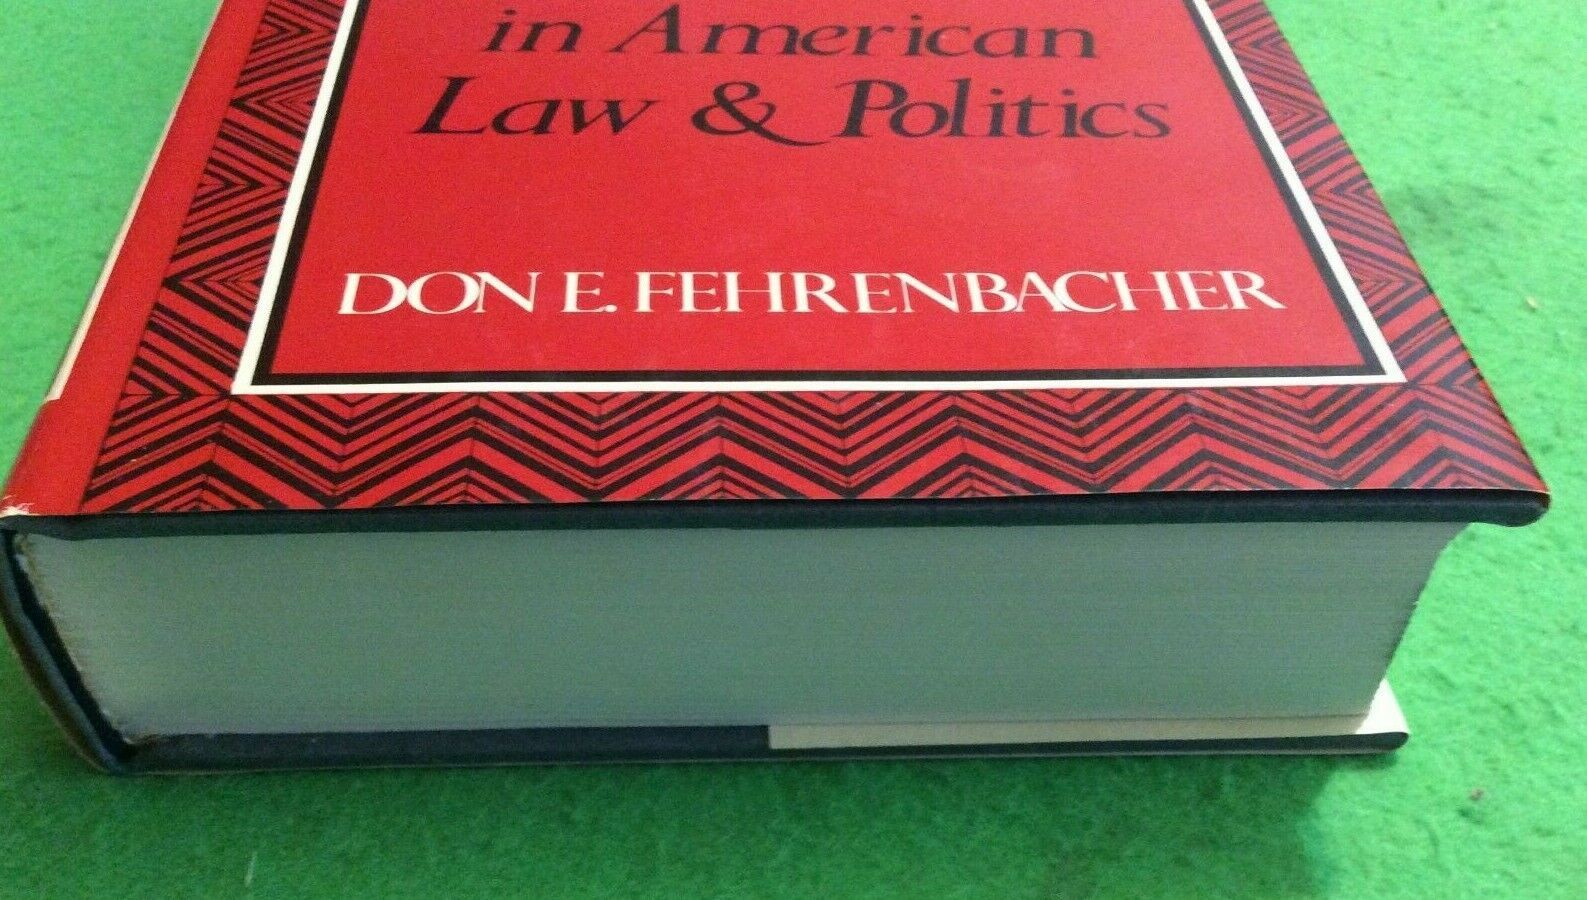 in American
Law & Politics
DON E. FEHRENBACHER